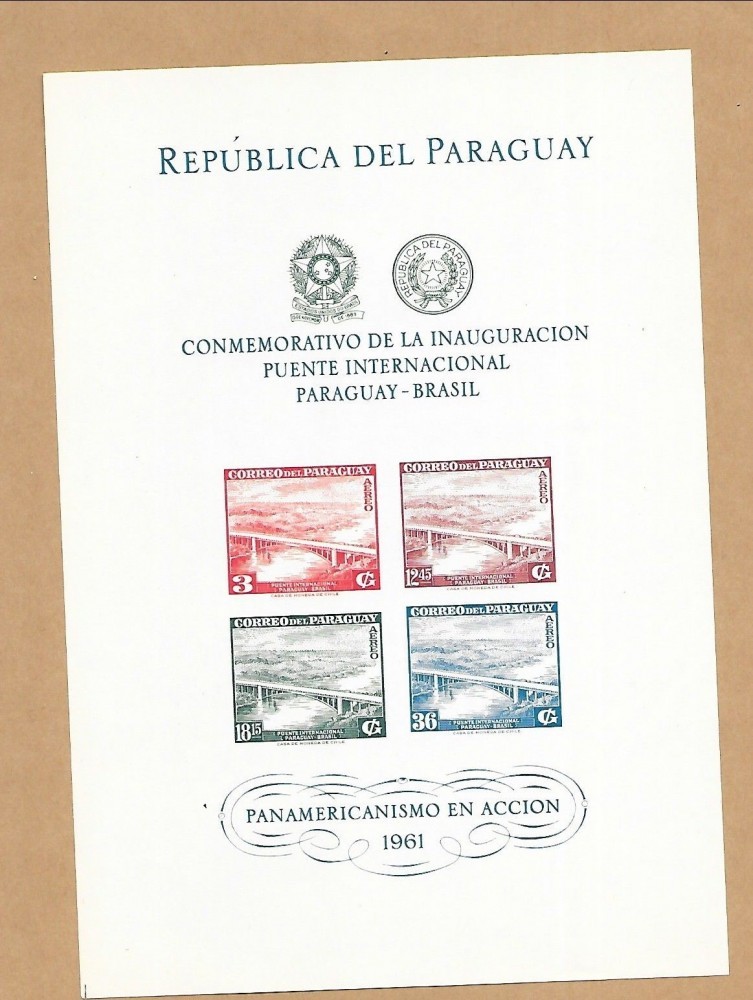 REPÚBLICA DEL PARAGUAY
REPUBLICA DEL PARAGUAY
CONMEMORATIVO DE LA INAUGURACION
PUENTE INTERNACIONAL
PARAGUAY-BRASIL
CORREO DEL PARAGUAY
AEREO
3
PUENTE INTERNACIONAL
PARAGUAY-BRASIL
G
CASA DE MONEDA DE CHILE
CORREO DEL PARAGUAY
AEREO
12.45
PUENTE INTERNACIONAL
PARAGUAY-BRASIL
G
CASA DE MONEDA DE CHILE
CORREO DEL PARAGUAY
AEREO
18.15
PUENTE INTERNACIONAL
PARAGUAY-BRASIL
G
CASA DE MONEDA DE CHILE
CORREO DEL PARAGUAY
AEREO
36
PUENTE INTERNACIONAL
PARAGUAY-BRASIL
G
CASA DE MONEDA DE CHILE
PANAMERICANISMO EN ACCION
1961